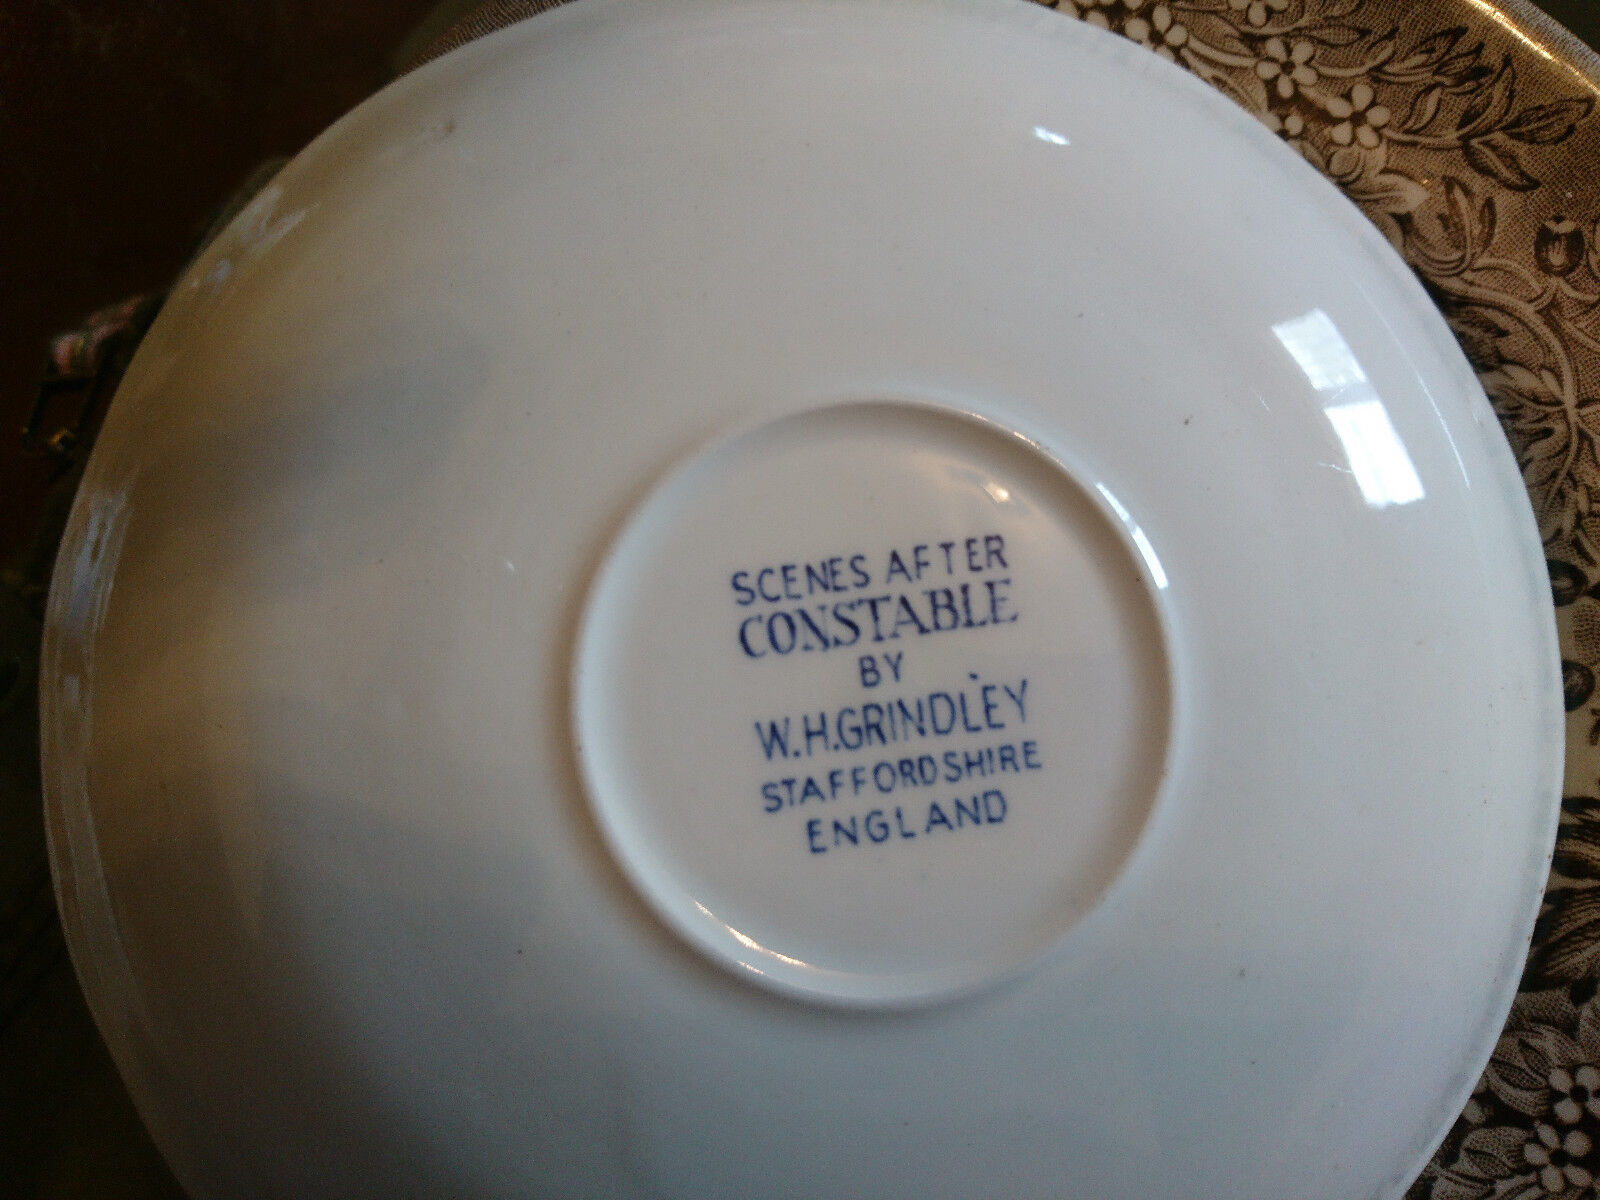 SCENES AFTER
CONSTABLE
BY
W.H.GRINDLEY
STAFFORDSHIRE
ENGLAND